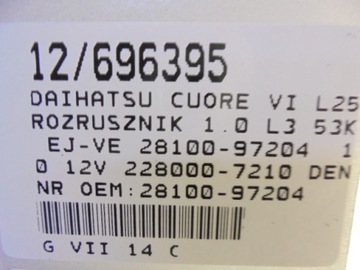 12/696395
DAIHATSU CUORE VI L25
ROZRUSZNIK 1.0 L3 53K
EJ-VE 28100-97204 1
0 12V 228000-7210 DEN
NR OEM:28100-97204
G VII 14 C